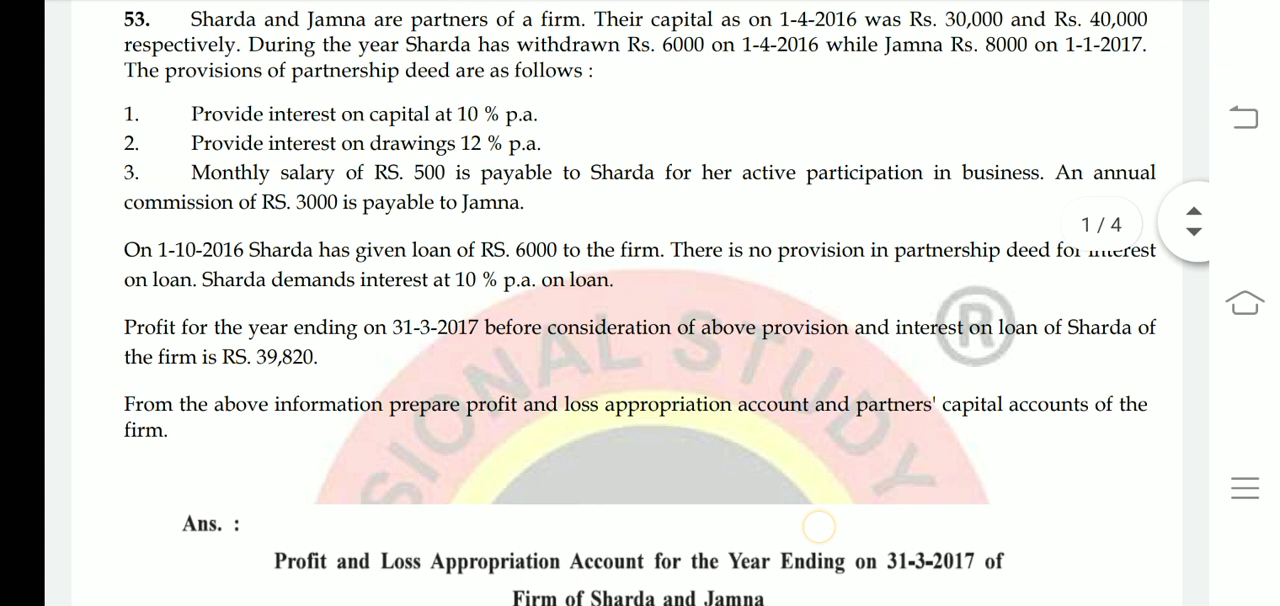 53. Sharda and Jamna are partners of a firm. Their capital as on 1-4-2016 was Rs. 30,000 and Rs. 40,000
respectively. During the year Sharda has withdrawn Rs. 6000 on 1-4-2016 while Jamna Rs. 8000 on 1-1-2017.
The provisions of partnership deed are as follows :
1. Provide interest on capital at 10 % p.a.
2. Provide interest on drawings 12 % p.a.
3. Monthly salary of RS. 500 is payable to Sharda for her active participation in business. An annual
commission of RS. 3000 is payable to Jamna.
1 / 4
On 1-10-2016 Sharda has given loan of RS. 6000 to the firm. There is no provision in partnership deed for interest
on loan. Sharda demands interest at 10 % p.a. on loan.
Profit for the year ending on 31-3-2017 before consideration of above provision and interest on loan of Sharda of
the firm is RS. 39,820.
From the above information prepare profit and loss appropriation account and partners' capital accounts of the
firm.
SIONAL STUDY
®
Ans. :
Profit and Loss Appropriation Account for the Year Ending on 31-3-2017 of
Firm of Sharda and Jamna